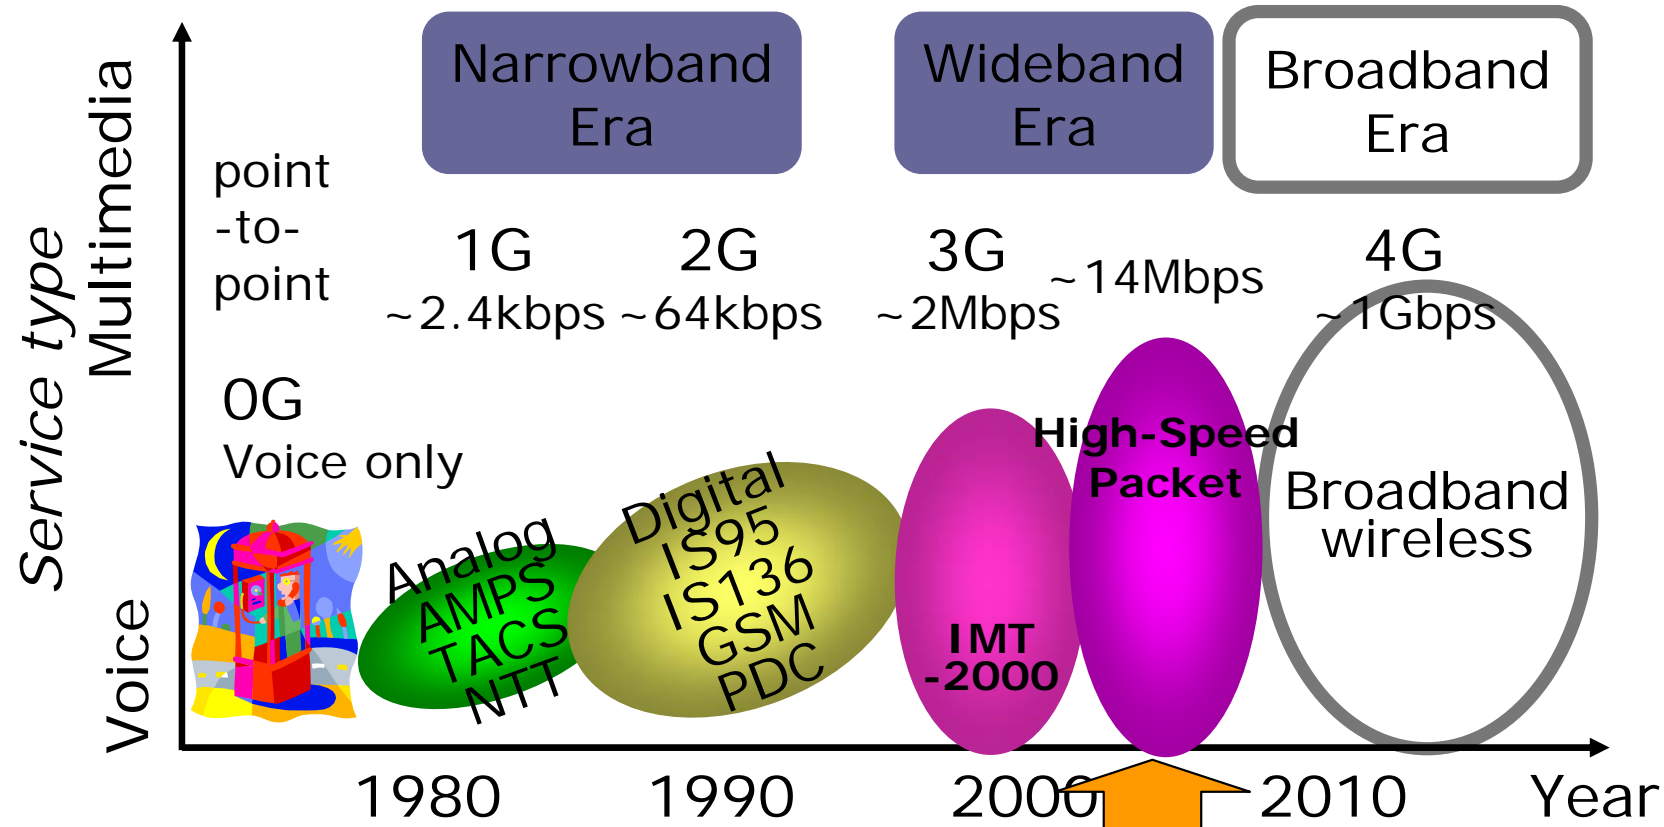 Narrowband
Era
Wideband
Era
Broadband
Era
Service type
Multimedia
Voice
point
-to-
point
1G
~2.4kbps
2G
~64kbps
3G
~2Mbps
~14Mbps
4G
~1Gbps
0G
Voice only
Analog
AMPS
TACS
NTT
Digital
IS95
IS136
GSM
PDC
IMT
-2000
High-Speed
Packet
Broadband
wireless
1980
1990
2000
2010
Year